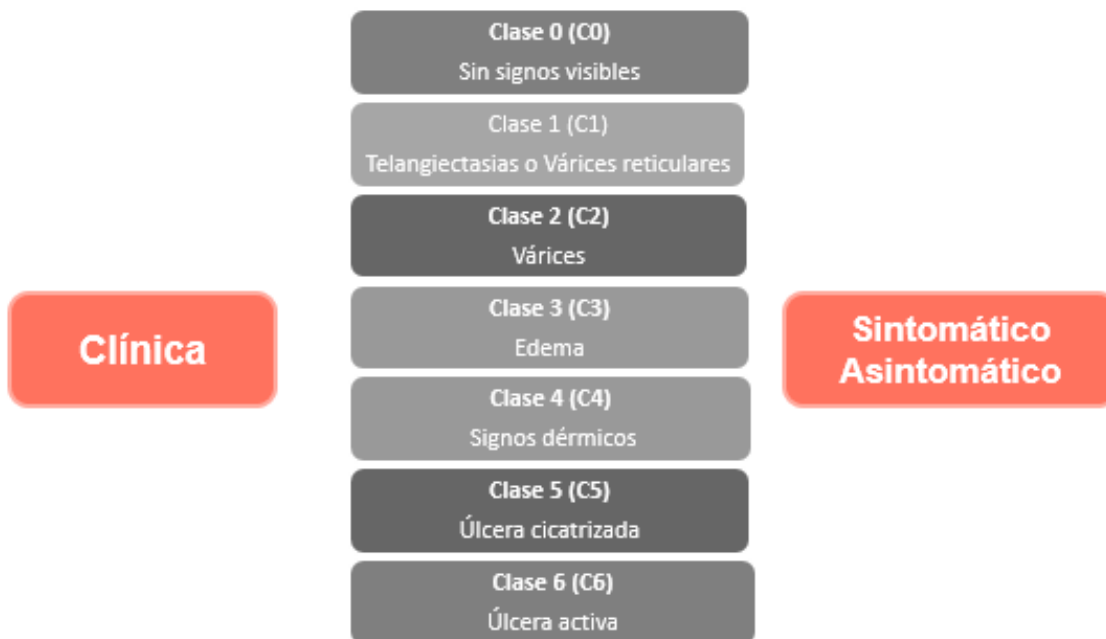 Clase 0 (C0)
Sin signos visibles
Clase 1 (C1)
Telangiectasias o Várices reticulares
Clase 2 (C2)
Várices
Clínica
Clase 3 (C3)
Edema
Sintomático
Asintomático
Clase 4 (C4)
Signos dérmicos
Clase 5 (C5)
Úlcera cicatrizada
Clase 6 (C6)
Úlcera activa